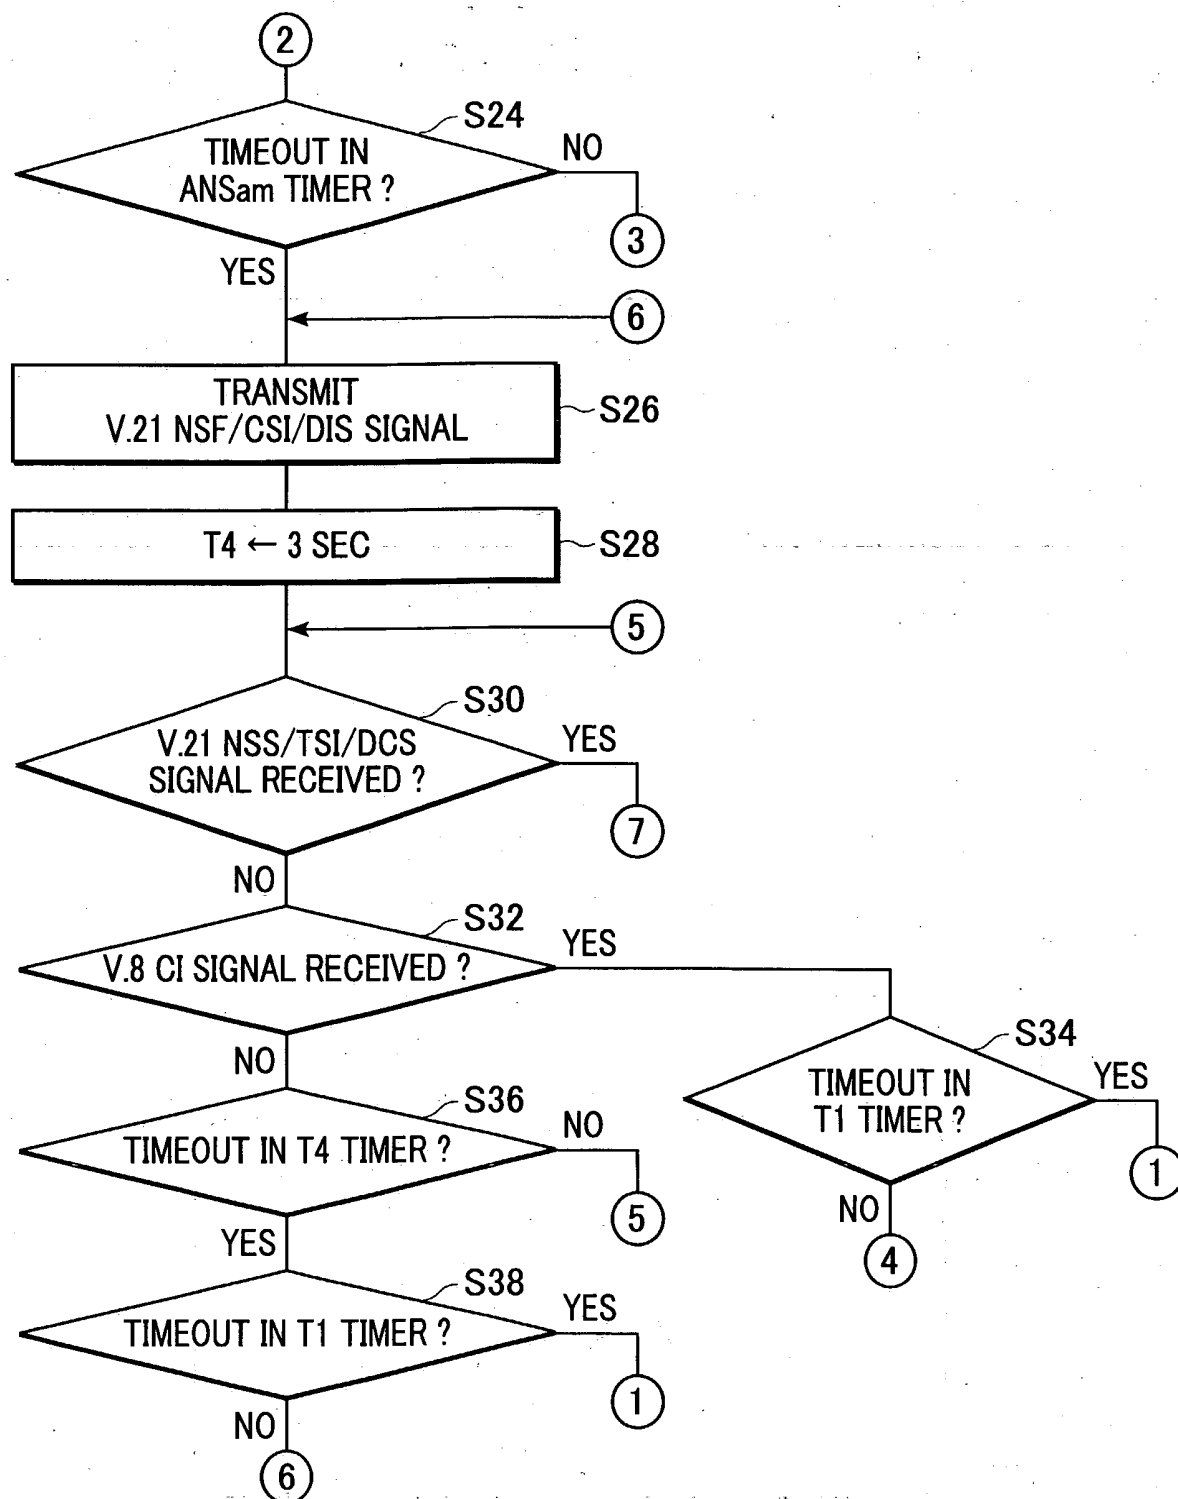 2
S24
TIMEOUT IN
ANSam TIMER ?
NO
3
YES
6
TRANSMIT
V.21 NSF/CSI/DIS SIGNAL
S26
T4 ← 3 SEC
S28
5
S30
V.21 NSS/TSI/DCS
SIGNAL RECEIVED ?
YES
7
NO
S32
V.8 CI SIGNAL RECEIVED ?
YES
NO
S34
TIMEOUT IN
T1 TIMER ?
YES
1
NO
4
S36
TIMEOUT IN T4 TIMER ?
NO
5
YES
S38
TIMEOUT IN T1 TIMER ?
YES
1
NO
6